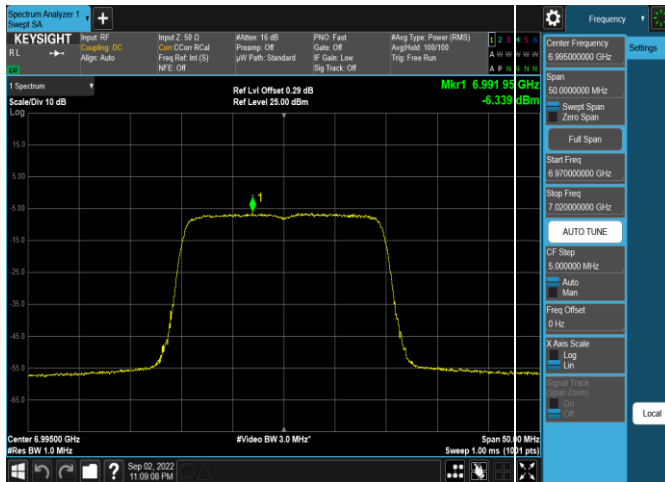 Spectrum Analyzer 1
Swept SA
Frequency
KEYSIGHT
R L
Input: RF
Coupling: DC
Align: Auto
Input Z: 50 Ω
Corr CCorr RCal
Freq Ref: Int (S)
NFE: Off
#Atten: 16 dB
Preamp: Off
µW Path: Standard
PNO: Fast
Gate: Off
IF Gain: Low
Sig Track: Off
#Avg Type: Power (RMS)
Avg|Hold: 100/100
Trig: Free Run
1 2 3 4 5 6
A W W W W W
A P N N N N
1 Spectrum
Scale/Div 10 dB
Log
Ref Lvl Offset 0.29 dB
Ref Level 25.00 dBm
Mkr1 6.991 95 GHz
-6.339 dBm
15.0
5.00
-5.00
-15.0
-25.0
-35.0
-45.0
-55.0
-65.0
1
Center 6.99500 GHz
#Res BW 1.0 MHz
#Video BW 3.0 MHz*
Span 50.00 MHz
Sweep 1.00 ms (1001 pts)
Sep 02, 2022
11:09:08 PM
Center Frequency
6.995000000 GHz
Span
50.0000000 MHz
Swept Span
Zero Span
Full Span
Start Freq
6.970000000 GHz
Stop Freq
7.020000000 GHz
AUTO TUNE
CF Step
5.000000 MHz
Auto
Man
Freq Offset
0 Hz
X Axis Scale
Log
Lin
Signal Track
(Span Zoom)
On
Off
Settings
Local